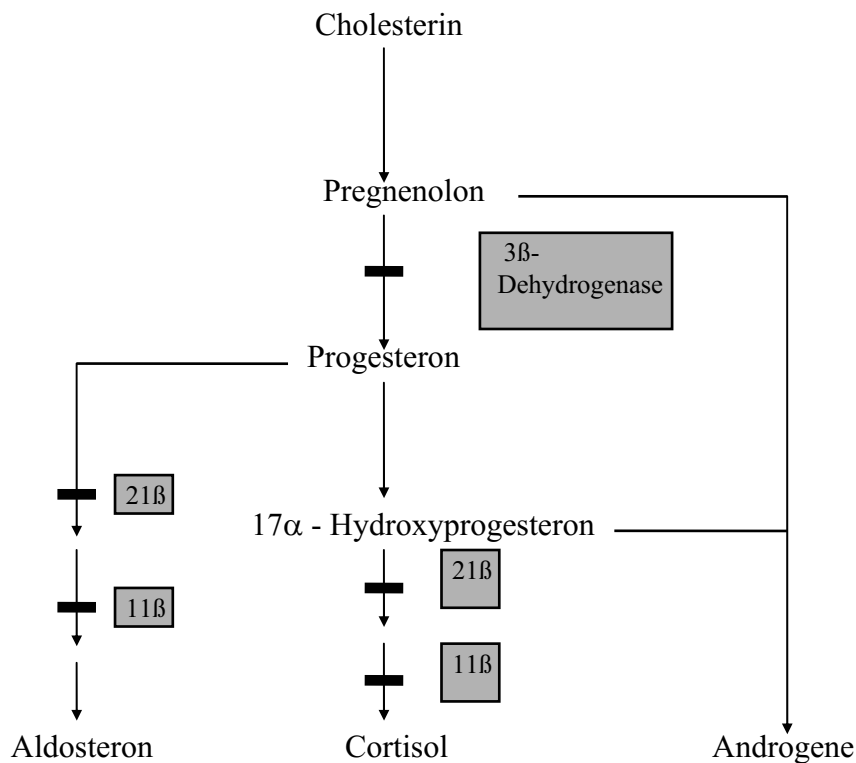 Cholesterin
Pregnenolon
3ß-
Dehydrogenase
Progesteron
21ß
17α - Hydroxyprogesteron
21ß
11ß
11ß
Aldosteron
Cortisol
Androgene